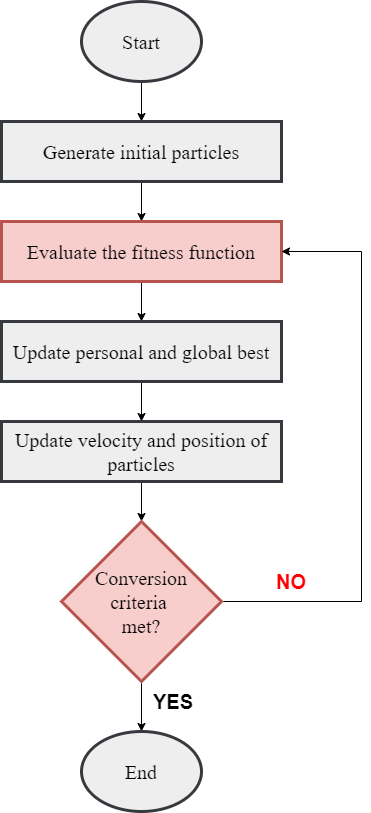 Start
Generate initial particles
Evaluate the fitness function
Update personal and global best
Update velocity and position of
particles
Conversion
criteria
met?
NO
YES
End